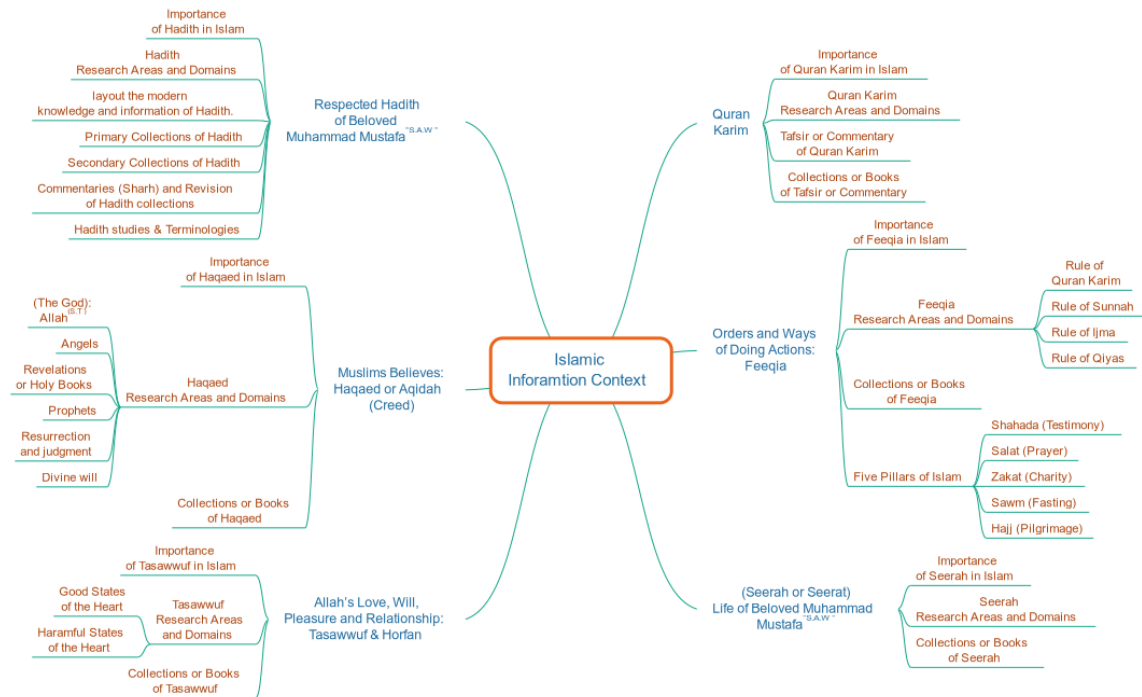 Islamic
Inforamtion Context
Respected Hadith
of Beloved
Muhammad Mustafa"S.A.W "
Importance
of Hadith in Islam
Hadith
Research Areas and Domains
layout the modern
knowledge and information of Hadith.
Primary Collections of Hadith
Secondary Collections of Hadith
Commentaries (Sharh) and Revision
of Hadith collections
Hadith studies & Terminologies
Muslims Believes:
Haqaed or Aqidah
(Creed)
Importance
of Haqaed in Islam
Haqaed
Research Areas and Domains
(The God):
Allah(S.T)
Angels
Revelations
or Holy Books
Prophets
Resurrection
and judgment
Divine will
Collections or Books
of Haqaed
Allah's Love, Will,
Pleasure and Relationship:
Tasawwuf & Horfan
Importance
of Tasawwuf in Islam
Tasawwuf
Research Areas
and Domains
Good States
of the Heart
Harmful States
of the Heart
Collections or Books
of Tasawwuf
Quran
Karim
Importance
of Quran Karim in Islam
Quran Karim
Research Areas and Domains
Tafsir or Commentary
of Quran Karim
Collections or Books
of Tafsir or Commentary
Orders and Ways
of Doing Actions:
Feeqia
Importance
of Feeqia in Islam
Feeqia
Research Areas and Domains
Rule of
Quran Karim
Rule of Sunnah
Rule of Ijma
Rule of Qiyas
Collections or Books
of Feeqia
Five Pillars of Islam
Shahada (Testimony)
Salat (Prayer)
Zakat (Charity)
Sawm (Fasting)
Hajj (Pilgrimage)
(Seerah or Seerat)
Life of Beloved Muhammad
Mustafa"S.A.W "
Importance
of Seerah in Islam
Seerah
Research Areas and Domains
Collections or Books
of Seerah